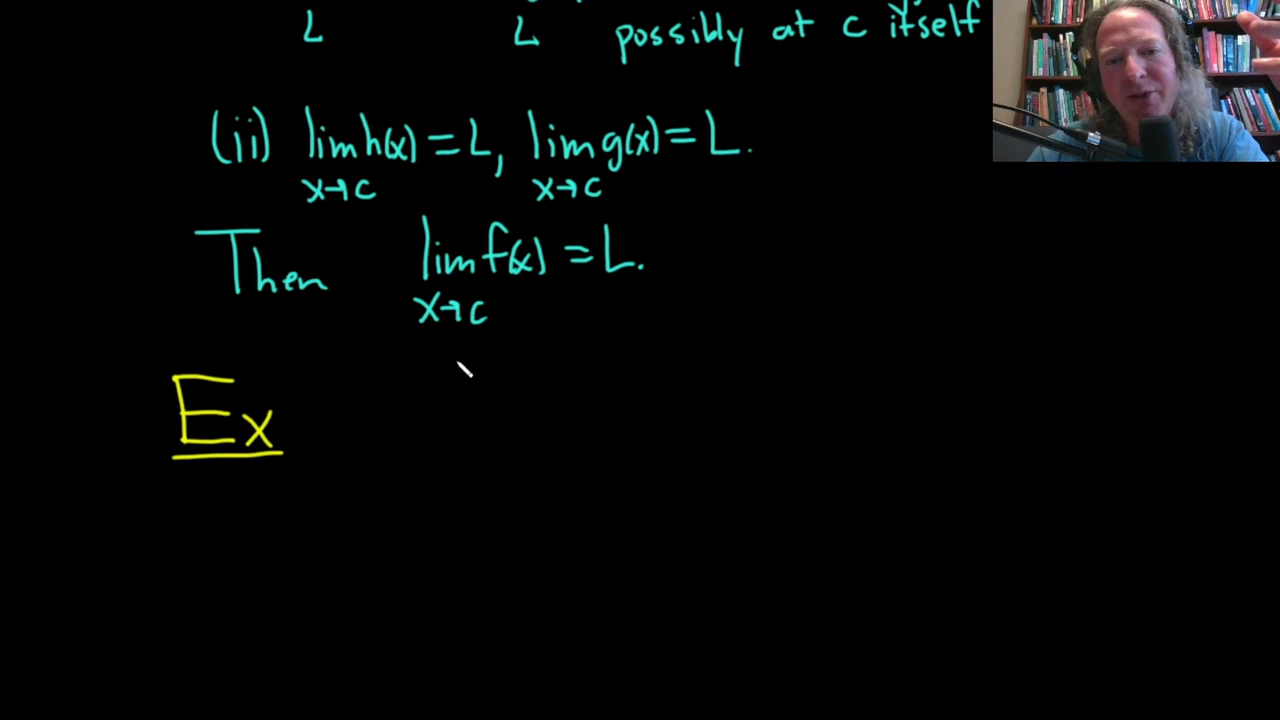 L L possibly at c itself
(ii) lim h(x) = L, lim g(x) = L.
x→c x→c
Then lim f(x) = L.
x→c
Ex